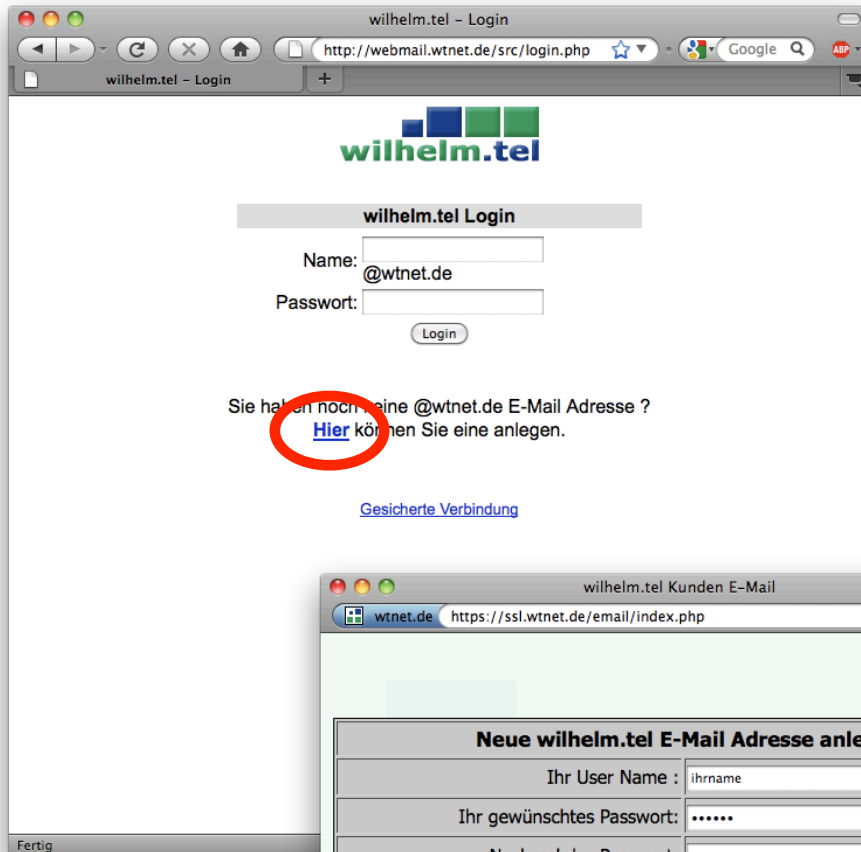 wilhelm.tel – Login
http://webmail.wtnet.de/src/login.php
Google
ABP
wilhelm.tel – Login
+
wilhelm.tel
wilhelm.tel Login
Name:
@wtnet.de
Passwort:
Login
Sie haben noch keine @wtnet.de E-Mail Adresse ?
Hier können Sie eine anlegen.
Gesicherte Verbindung
wilhelm.tel Kunden E-Mail
wtnet.de https://ssl.wtnet.de/email/index.php
Neue wilhelm.tel E-Mail Adresse anle
Ihr User Name : ihrname
Ihr gewünschtes Passwort: ••••••
Fertig